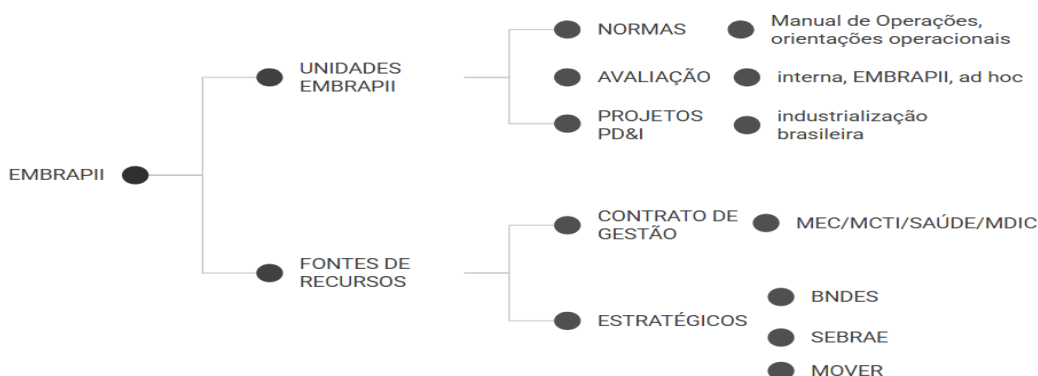 NORMAS
Manual de Operações,
orientações operacionais
UNIDADES
EMBRAPII
AVALIAÇÃO
interna, EMBRAPII, ad hoc
PROJETOS
PD&I
industrialização
brasileira
EMBRAPII
CONTRATO DE
GESTÃO
MEC/MCTI/SAÚDE/MDIC
FONTES DE
RECURSOS
BNDES
ESTRATÉGICOS
SEBRAE
MOVER